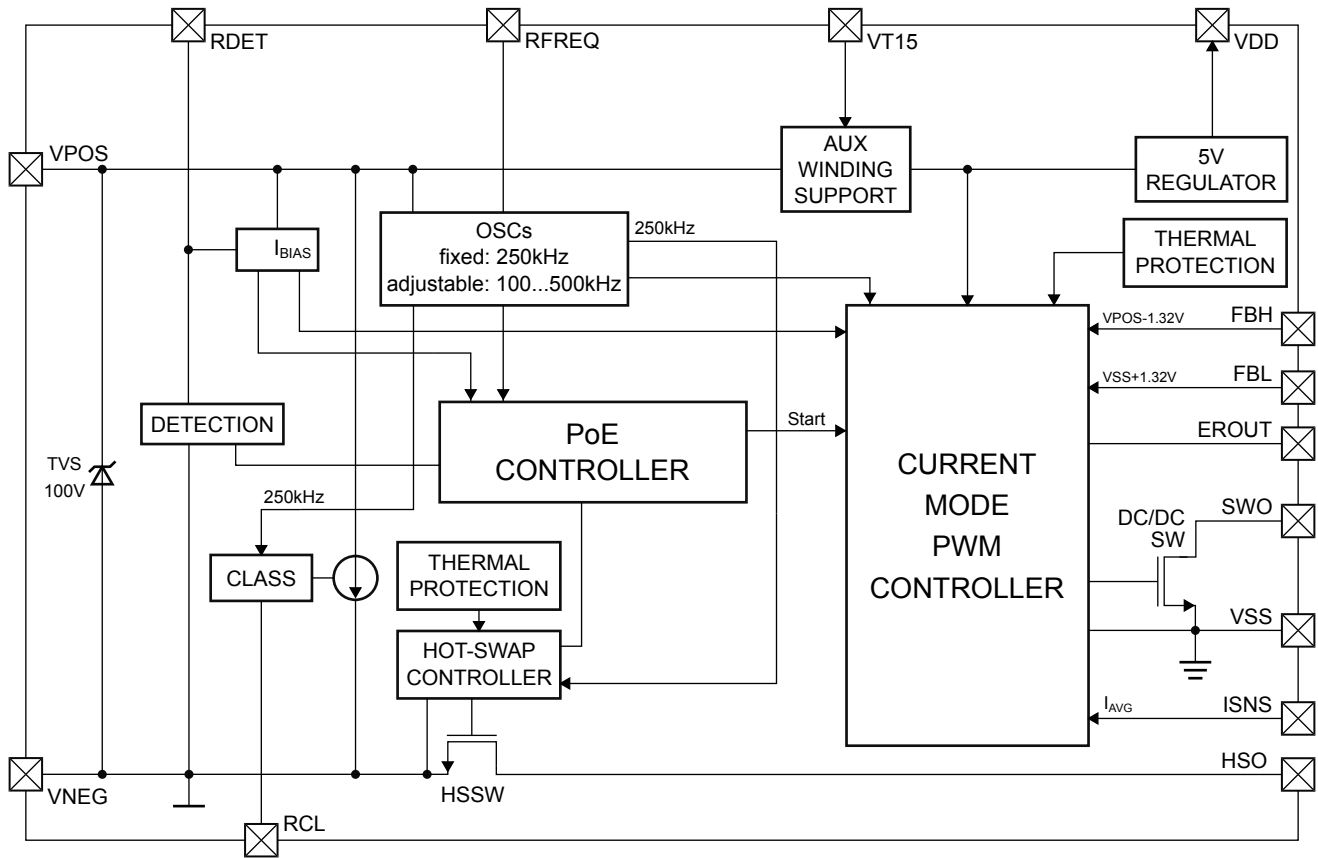 RDET
RFREQ
VT15
VDD
VPOS
AUX
WINDING
SUPPORT
5V
REGULATOR
OSCs
fixed: 250kHz
adjustable: 100...500kHz
250kHz
IBIAS
THERMAL
PROTECTION
VPOS-1.32V
FBH
VSS+1.32V
FBL
DETECTION
PoE
CONTROLLER
Start
EROUT
TVS
100V
250kHz
CURRENT
MODE
PWM
CONTROLLER
DC/DC
SW
SWO
CLASS
THERMAL
PROTECTION
VSS
HOT-SWAP
CONTROLLER
IAVG
ISNS
VNEG
HSSW
HSO
RCL